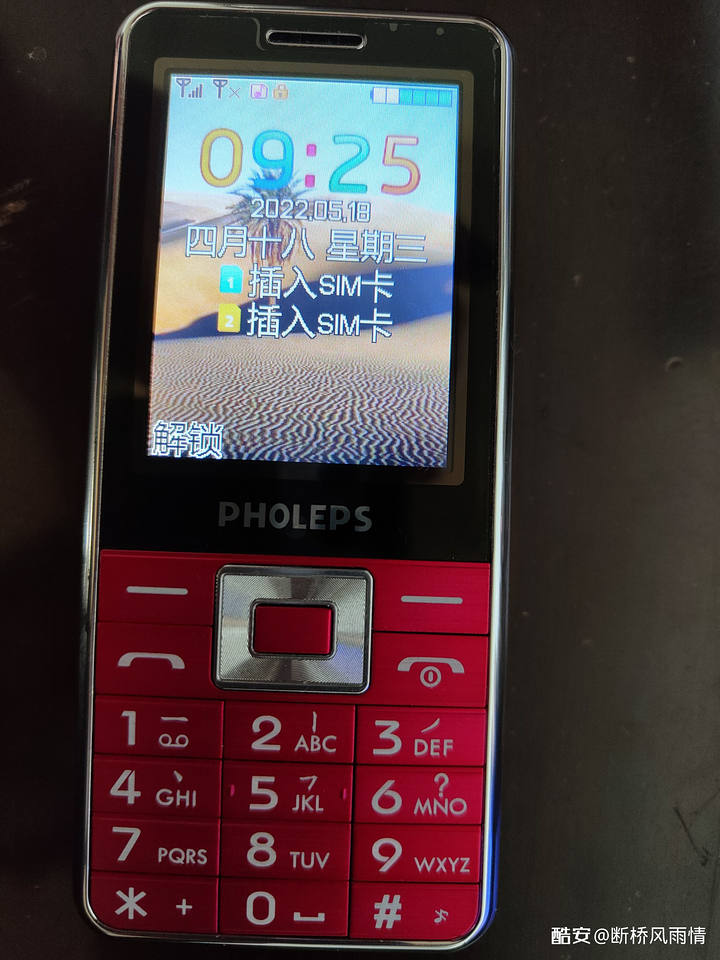 09:25
2022.05.18
四月十八 星期三
1 插入SIM卡
2 插入SIM卡
解锁
PHOLEPS
1
2 ABC
3 DEF
4 GHI
5 JKL
6 MNO
7 PQRS
8 TUV
9 WXYZ
* +
0
#
酷安@断桥风雨情